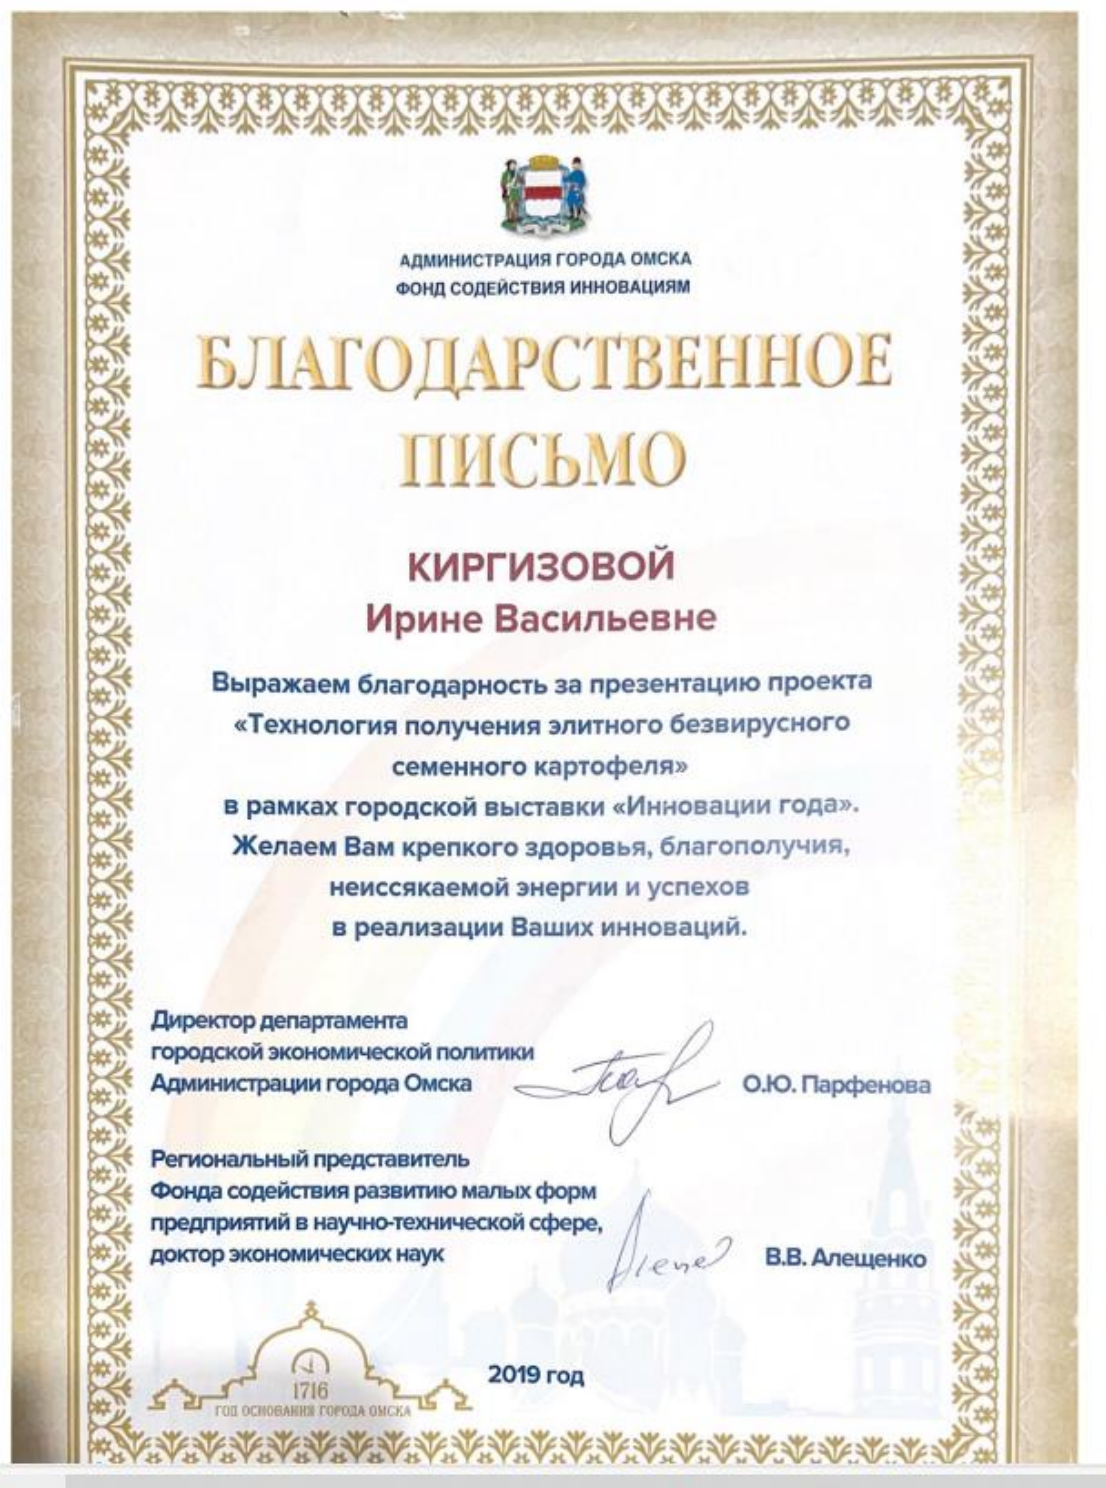 АДМИНИСТРАЦИЯ ГОРОДА ОМСКА
ФОНД СОДЕЙСТВИЯ ИННОВАЦИЯМ
БЛАГОДАРСТВЕННОЕ
ПИСЬМО
КИРГИЗОВОЙ
Ирине Васильевне
Выражаем благодарность за презентацию проекта
«Технология получения элитного безвирусного
семенного картофеля»
в рамках городской выставки «Инновации года».
Желаем Вам крепкого здоровья, благополучия,
неиссякаемой энергии и успехов
в реализации Ваших инноваций.
Директор департамента
городской экономической политики
Администрации города Омска
О.Ю. Парфенова
Региональный представитель
Фонда содействия развитию малых форм
предприятий в научно-технической сфере,
доктор экономических наук
В.В. Алещенко
2019 год
1716
ГОД ОСНОВАНИЯ ГОРОДА ОМСКА